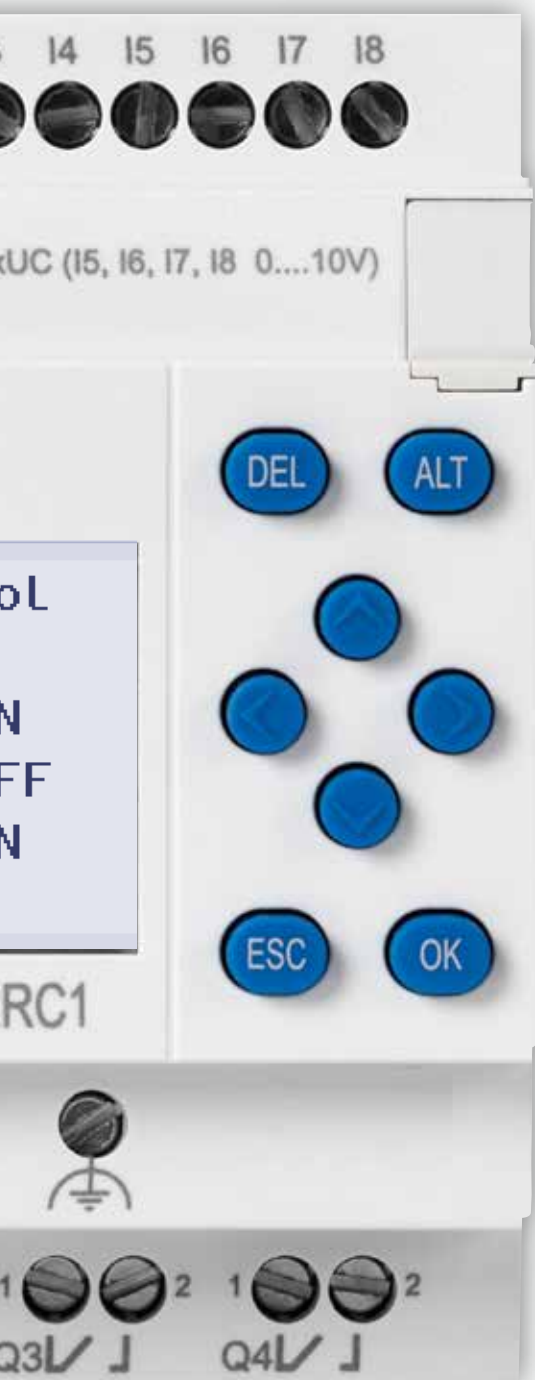 I4 I5 I6 I7 I8
UC (I5, I6, I7, I8 0....10V)
DEL ALT
oL
N
FF
N
ESC OK
RC1
1 2 1 2
Q3 Q4